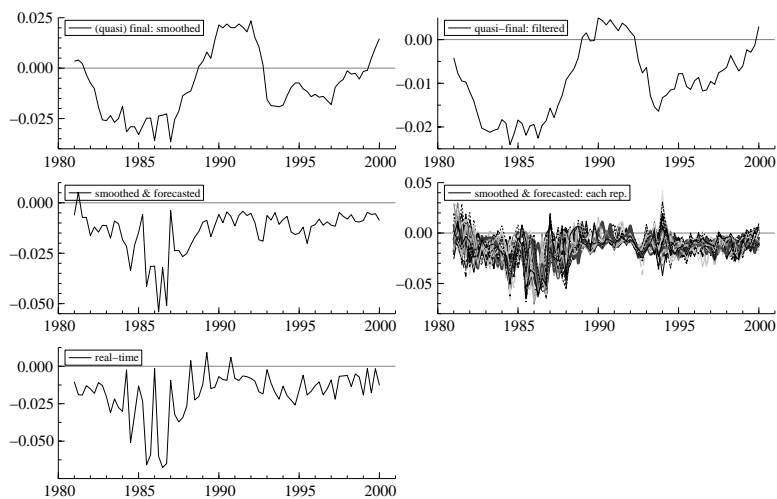 0.025
(quasi) final: smoothed
0.000
−0.025
1980 1985 1990 1995 2000
quasi−final: filtered
0.00
−0.01
−0.02
1980 1985 1990 1995 2000
0.000
smoothed & forecasted
−0.025
−0.050
1980 1985 1990 1995 2000
0.05
smoothed & forecasted: each rep.
0.00
−0.05
1980 1985 1990 1995 2000
real−time
0.000
−0.025
−0.050
1980 1985 1990 1995 2000